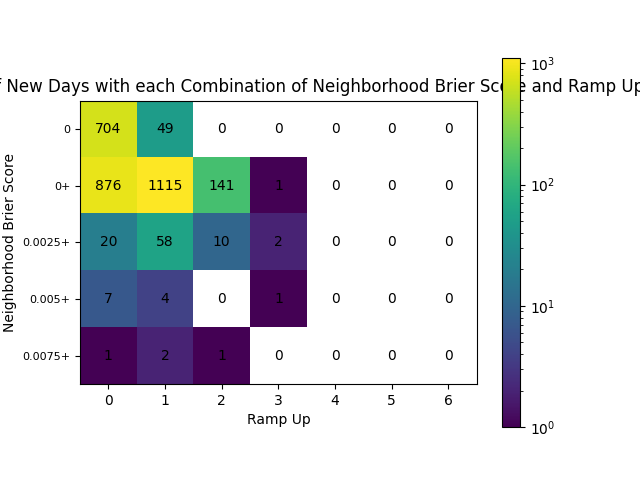 New Days with each Combination of Neighborhood Brier Score and Ramp Up
Neighborhood Brier Score
0 704 49 0 0 0 0 0
0+ 876 1115 141 1 0 0 0
0.0025+ 20 58 10 2 0 0 0
0.005+ 7 4 0 1 0 0 0
0.0075+ 1 2 1 0 0 0 0
0 1 2 3 4 5 6
Ramp Up
10³
10²
10¹
10⁰